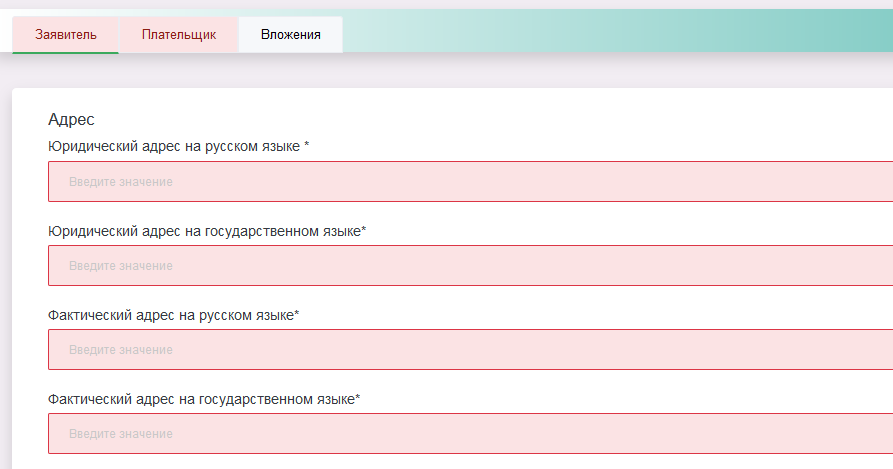 Заявитель Плательщик Вложения
Адрес
Юридический адрес на русском языке *
Введите значение
Юридический адрес на государственном языке*
Введите значение
Фактический адрес на русском языке*
Введите значение
Фактический адрес на государственном языке*
Введите значение